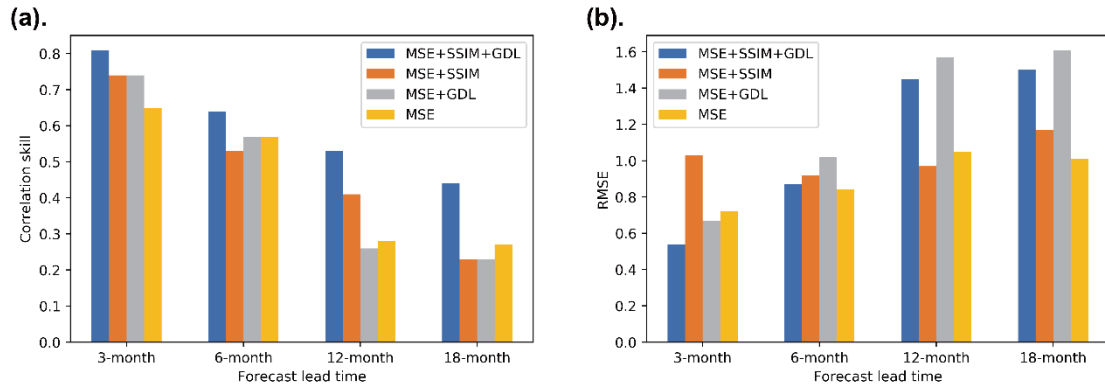 (a).
Correlation skill
0.8
0.7
0.6
0.5
0.4
0.3
0.2
0.1
0.0
MSE+SSIM+GDL
MSE+SSIM
MSE+GDL
MSE
3-month 6-month 12-month 18-month
Forecast lead time
(b).
RMSE
1.6
1.4
1.2
1.0
0.8
0.6
0.4
0.2
0.0
MSE+SSIM+GDL
MSE+SSIM
MSE+GDL
MSE
3-month 6-month 12-month 18-month
Forecast lead time